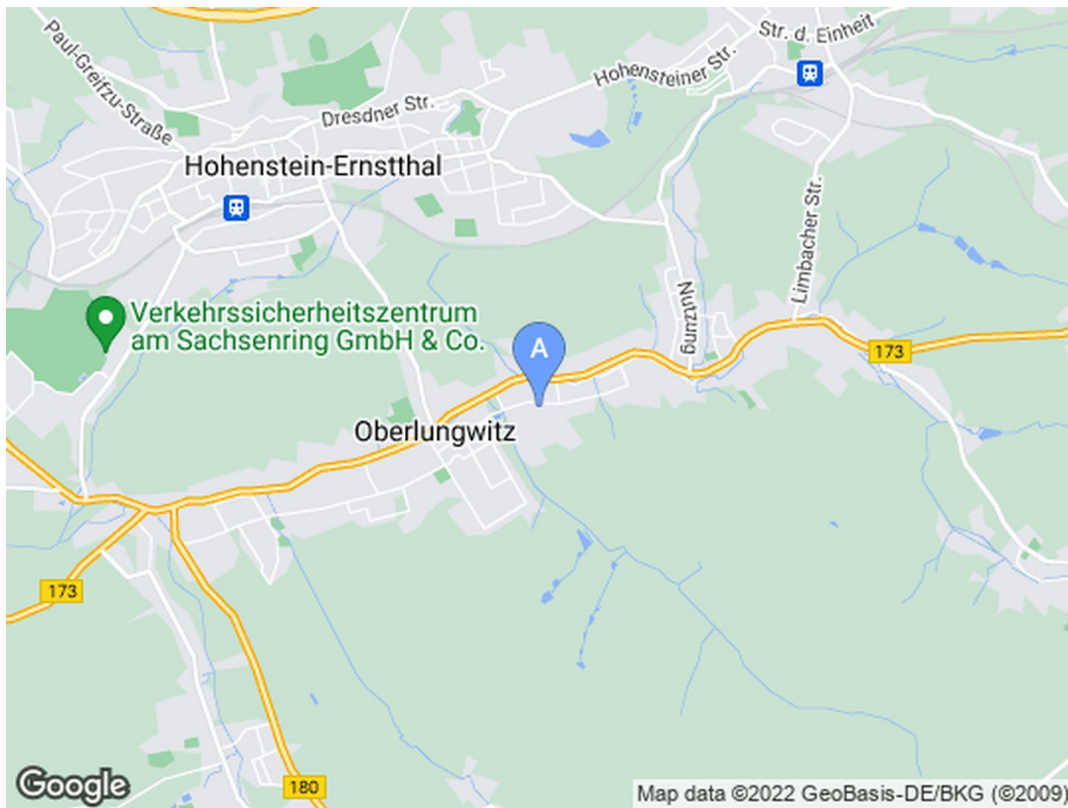 Str. d. Einheit
Paul-Greifzu-Straße
Hohensteiner Str.
Dresdner Str.
Hohenstein-Ernstthal
Limbacher Str.
Nutzung
Verkehrssicherheitszentrum
am Sachsenring GmbH & Co.
A
173
Oberlungwitz
173
180
Google
Map data ©2022 GeoBasis-DE/BKG (©2009)